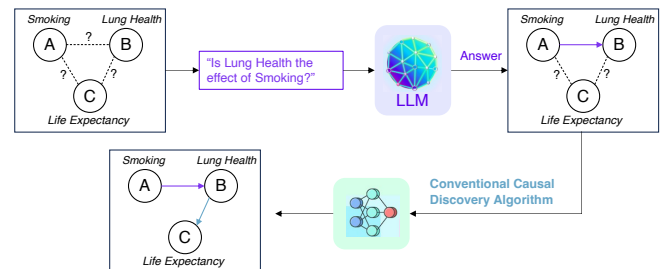 Smoking Lung Health
A ? B
? ?
C
Life Expectancy
“Is Lung Health the
effect of Smoking?”
LLM
Answer
Smoking Lung Health
A B
? ?
C
Life Expectancy
Conventional Causal
Discovery Algorithm
Smoking Lung Health
A B
C
Life Expectancy